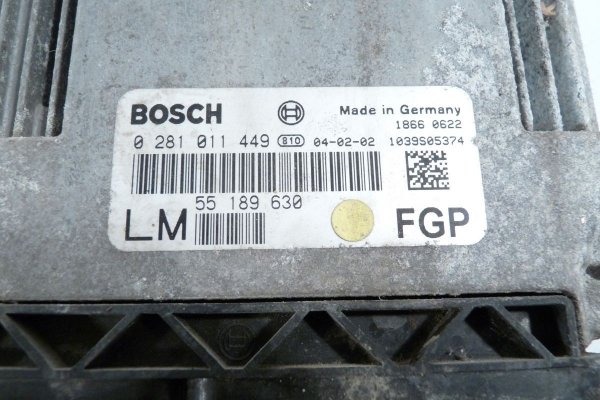 BOSCH Made in Germany
1866 0622
0 281 011 449 B10 04-02-02 1039S05374
55 189 630
LM FGP